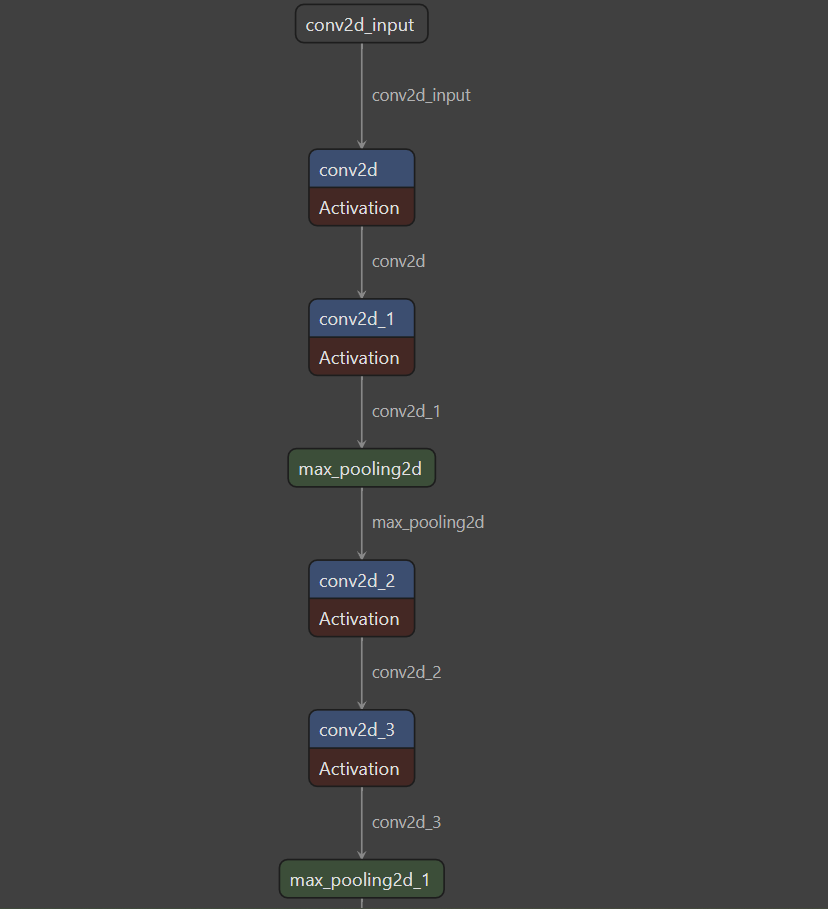 conv2d_input
conv2d_input
conv2d
Activation
conv2d
conv2d_1
Activation
conv2d_1
max_pooling2d
max_pooling2d
conv2d_2
Activation
conv2d_2
conv2d_3
Activation
conv2d_3
max_pooling2d_1